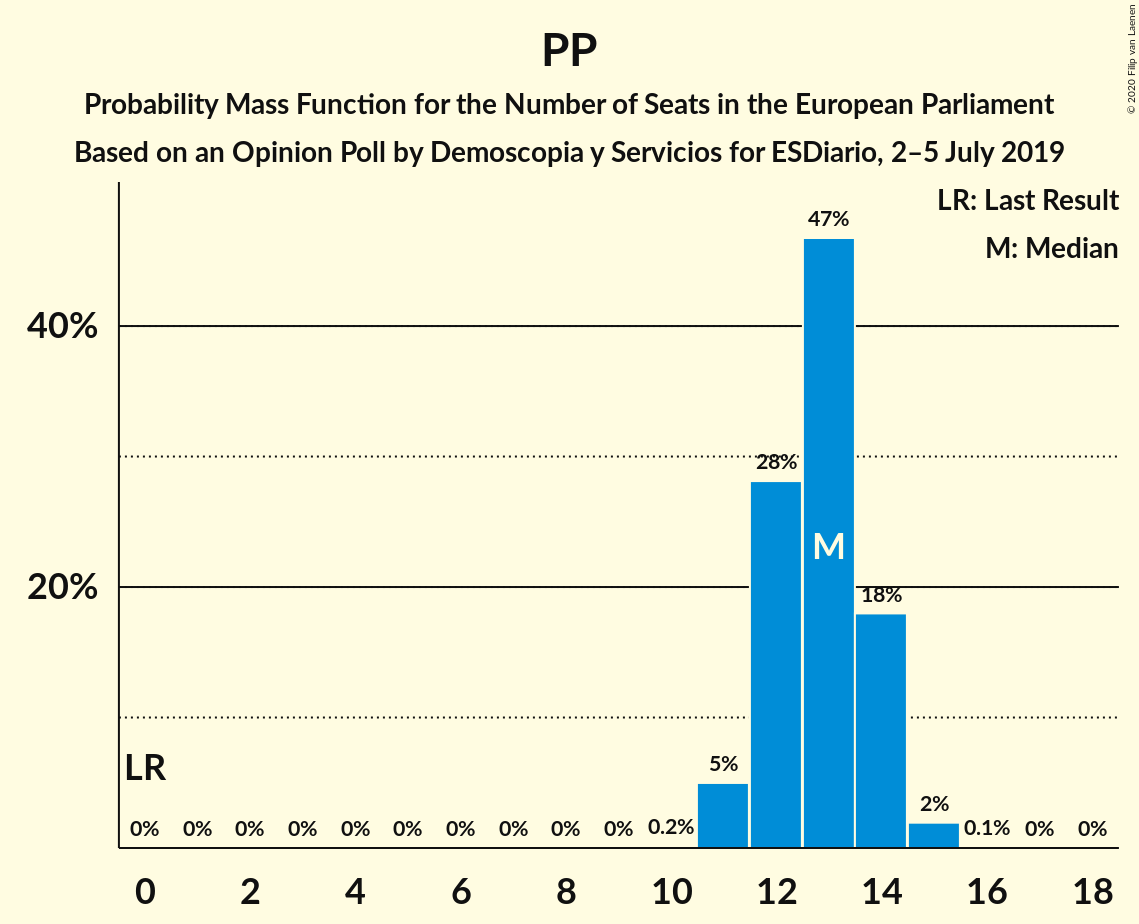 PP
Probability Mass Function for the Number of Seats in the European Parliament
Based on an Opinion Poll by Demoscopia y Servicios for ESDiario, 2–5 July 2019
© 2020 Filip van Laenen
LR: Last Result
M: Median
47%
40%
28%
M
20%
18%
LR
5%
2%
0% 0% 0% 0% 0% 0% 0% 0% 0% 0% 0.2% 0.1% 0% 0%
0 2 4 6 8 10 12 14 16 18